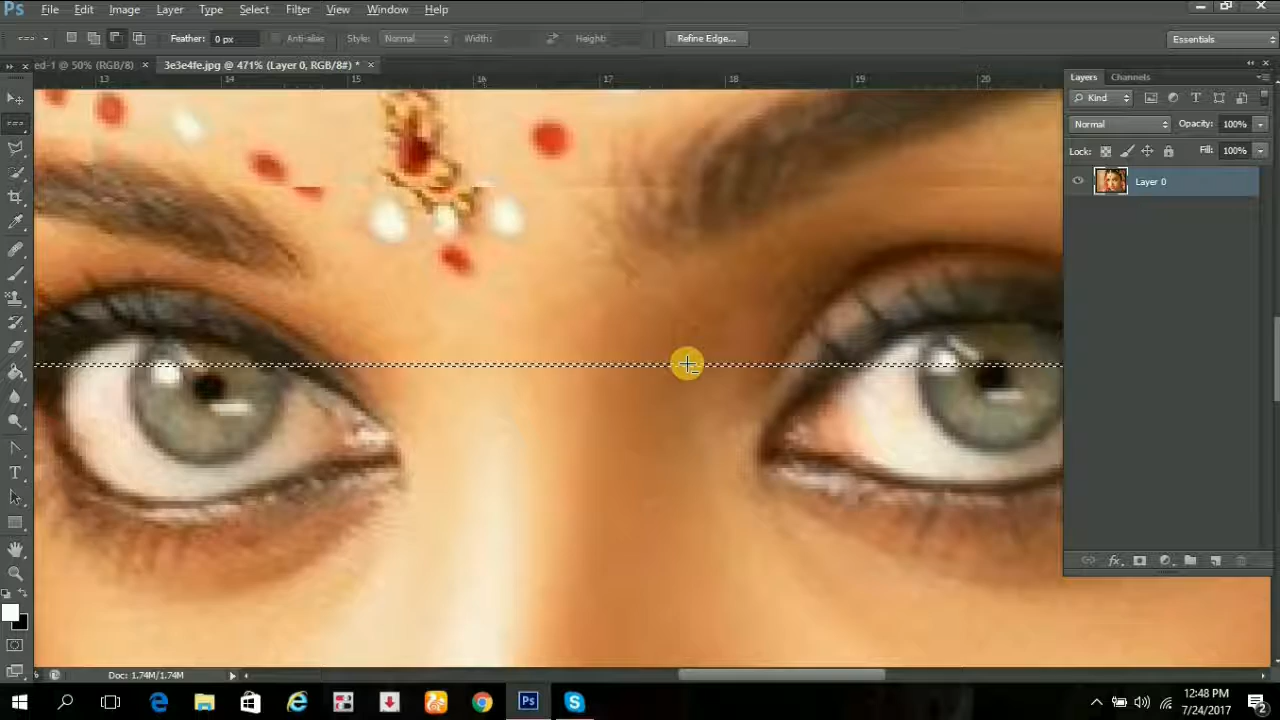 Ps File Edit Image Layer Type Select Filter View Window Help
Feather: 0 px Anti-alias Style: Normal Width: Height: Refine Edge... Essentials
ed-1 @ 50% (RGB/8) × 3e3e4fe.jpg @ 471% (Layer 0, RGB/8#) * ×
13 14 15 16 17 18 19 20
Layers Channels
Kind
Normal Opacity: 100%
Lock: Fill: 100%
Layer 0
fx
% Doc: 1.74M/1.74M
Ps
12:48 PM
7/24/2017
2